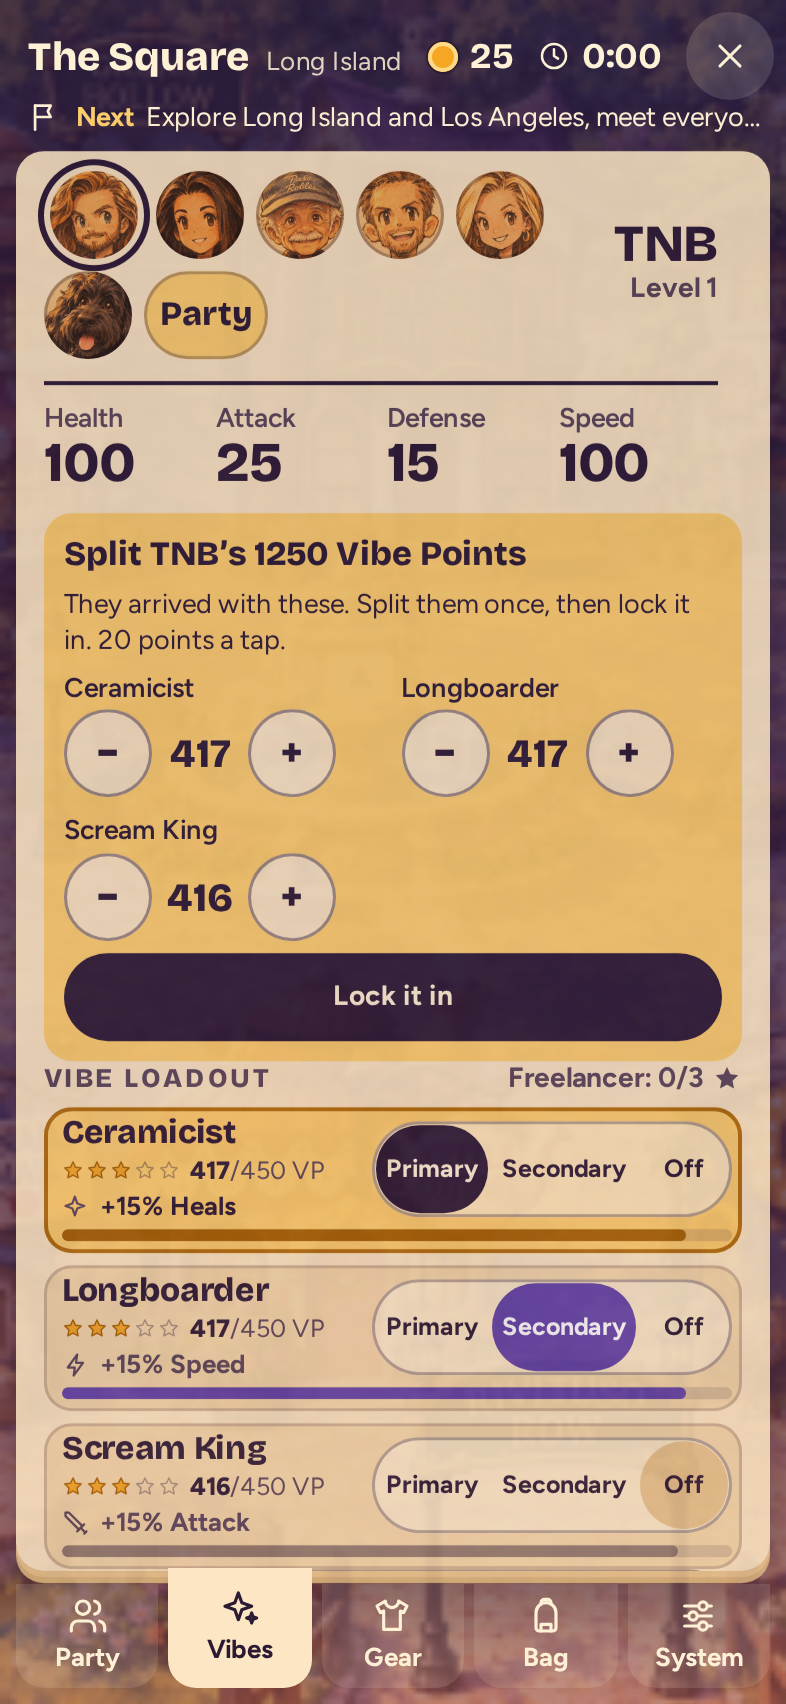 The Square Long Island 25 0:00
Next Explore Long Island and Los Angeles, meet everyo...
TNB
Level 1
Party
Health Attack Defense Speed
100 25 15 100
Split TNB's 1250 Vibe Points
They arrived with these. Split them once, then lock it
in. 20 points a tap.
Ceramicist Longboarder
− 417 + − 417 +
Scream King
− 416 +
Lock it in
VIBE LOADOUT Freelancer: 0/3
Ceramicist
417/450 VP Primary Secondary Off
+15% Heals
Longboarder
417/450 VP Primary Secondary Off
+15% Speed
Scream King
416/450 VP Primary Secondary Off
+15% Attack
Party Vibes Gear Bag System